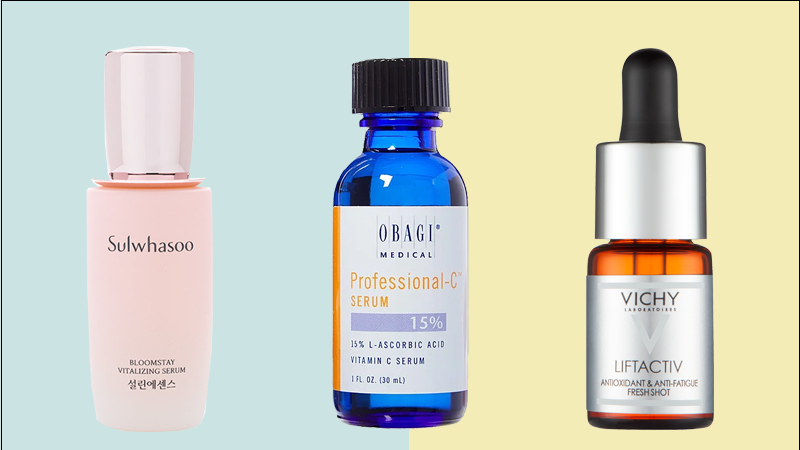 Sulwhasoo
BLOOMSTAY
VITALIZING SERUM
설린에센스
OBAGI®
MEDICAL
Professional-C™
SERUM
15%
15% L-ASCORBIC ACID
VITAMIN C SERUM
1 FL. OZ. (30 mL)
VICHY
LABORATOIRES
LIFTACTIV
ANTIOXIDANT & ANTI-FATIGUE
FRESH SHOT